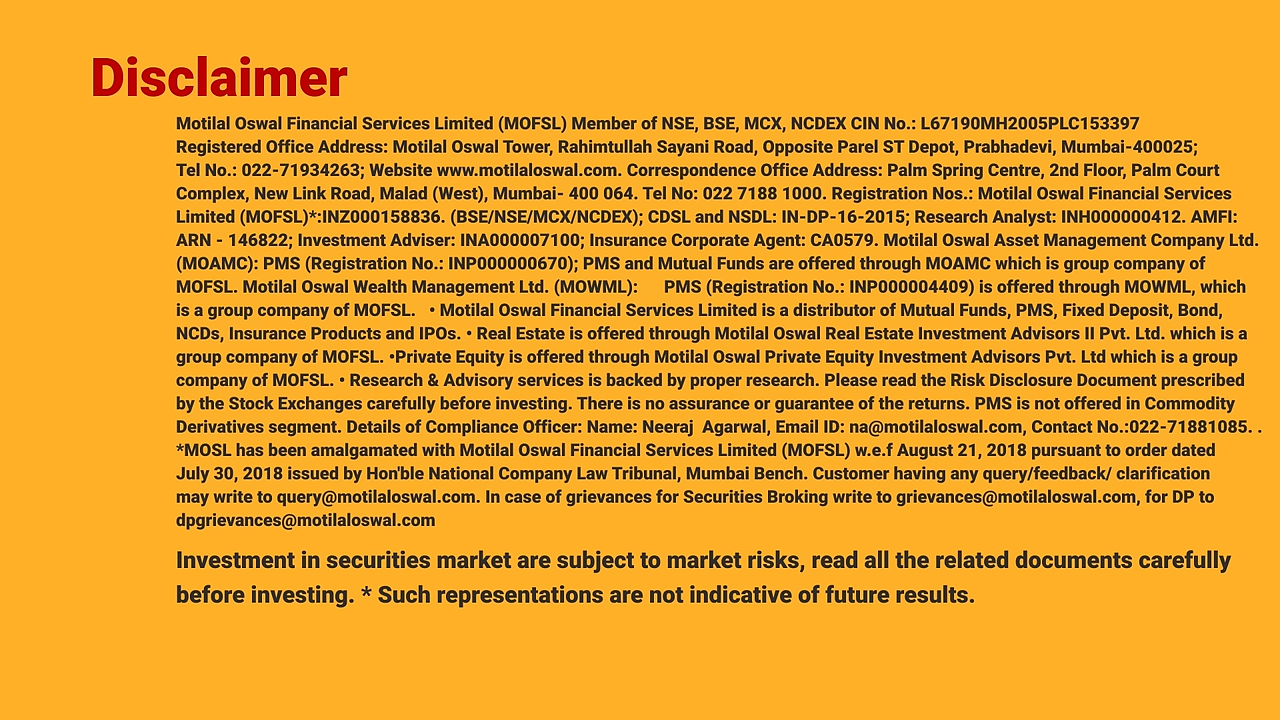 Disclaimer
Motilal Oswal Financial Services Limited (MOFSL) Member of NSE, BSE, MCX, NCDEX CIN No.: L67190MH2005PLC153397
Registered Office Address: Motilal Oswal Tower, Rahimtullah Sayani Road, Opposite Parel ST Depot, Prabhadevi, Mumbai-400025;
Tel No.: 022-71934263; Website www.motilaloswal.com. Correspondence Office Address: Palm Spring Centre, 2nd Floor, Palm Court
Complex, New Link Road, Malad (West), Mumbai- 400 064. Tel No: 022 7188 1000. Registration Nos.: Motilal Oswal Financial Services
Limited (MOFSL)*:INZ000158836. (BSE/NSE/MCX/NCDEX); CDSL and NSDL: IN-DP-16-2015; Research Analyst: INH000000412. AMFI:
ARN - 146822; Investment Adviser: INA000007100; Insurance Corporate Agent: CA0579. Motilal Oswal Asset Management Company Ltd.
(MOAMC): PMS (Registration No.: INP000000670); PMS and Mutual Funds are offered through MOAMC which is group company of
MOFSL. Motilal Oswal Wealth Management Ltd. (MOWML): PMS (Registration No.: INP000004409) is offered through MOWML, which
is a group company of MOFSL. • Motilal Oswal Financial Services Limited is a distributor of Mutual Funds, PMS, Fixed Deposit, Bond,
NCDs, Insurance Products and IPOs. • Real Estate is offered through Motilal Oswal Real Estate Investment Advisors II Pvt. Ltd. which is a
group company of MOFSL. •Private Equity is offered through Motilal Oswal Private Equity Investment Advisors Pvt. Ltd which is a group
company of MOFSL. • Research & Advisory services is backed by proper research. Please read the Risk Disclosure Document prescribed
by the Stock Exchanges carefully before investing. There is no assurance or guarantee of the returns. PMS is not offered in Commodity
Derivatives segment. Details of Compliance Officer: Name: Neeraj Agarwal, Email ID: na@motilaloswal.com, Contact No.:022-71881085. .
*MOSL has been amalgamated with Motilal Oswal Financial Services Limited (MOFSL) w.e.f August 21, 2018 pursuant to order dated
July 30, 2018 issued by Hon'ble National Company Law Tribunal, Mumbai Bench. Customer having any query/feedback/ clarification
may write to query@motilaloswal.com. In case of grievances for Securities Broking write to grievances@motilaloswal.com, for DP to
dpgrievances@motilaloswal.com
Investment in securities market are subject to market risks, read all the related documents carefully
before investing. * Such representations are not indicative of future results.